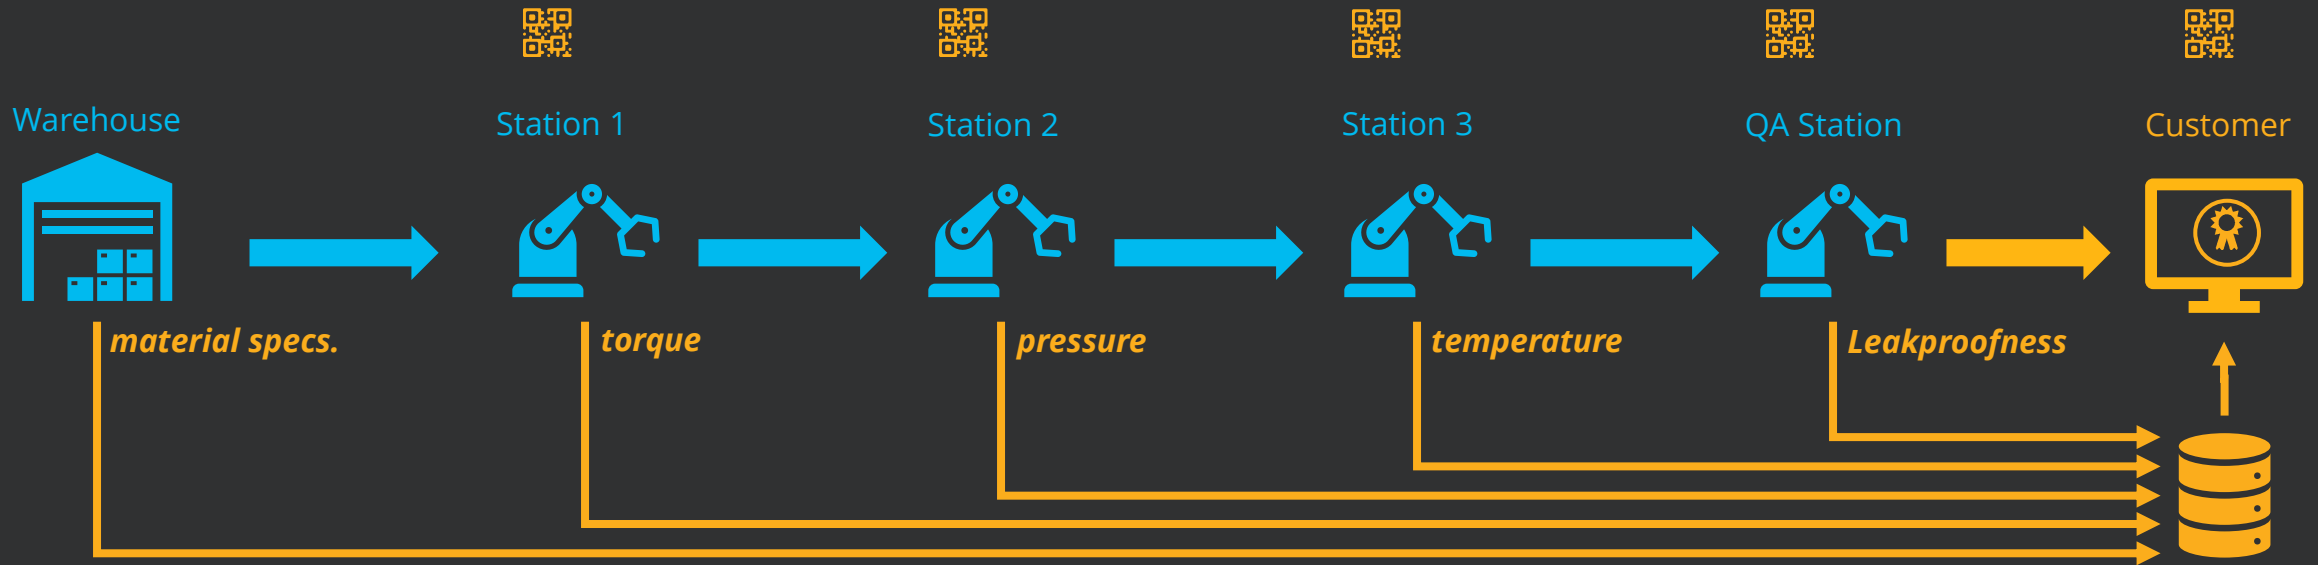 Warehouse
Station 1
Station 2
Station 3
QA Station
Customer
material specs.
torque
pressure
temperature
Leakproofness